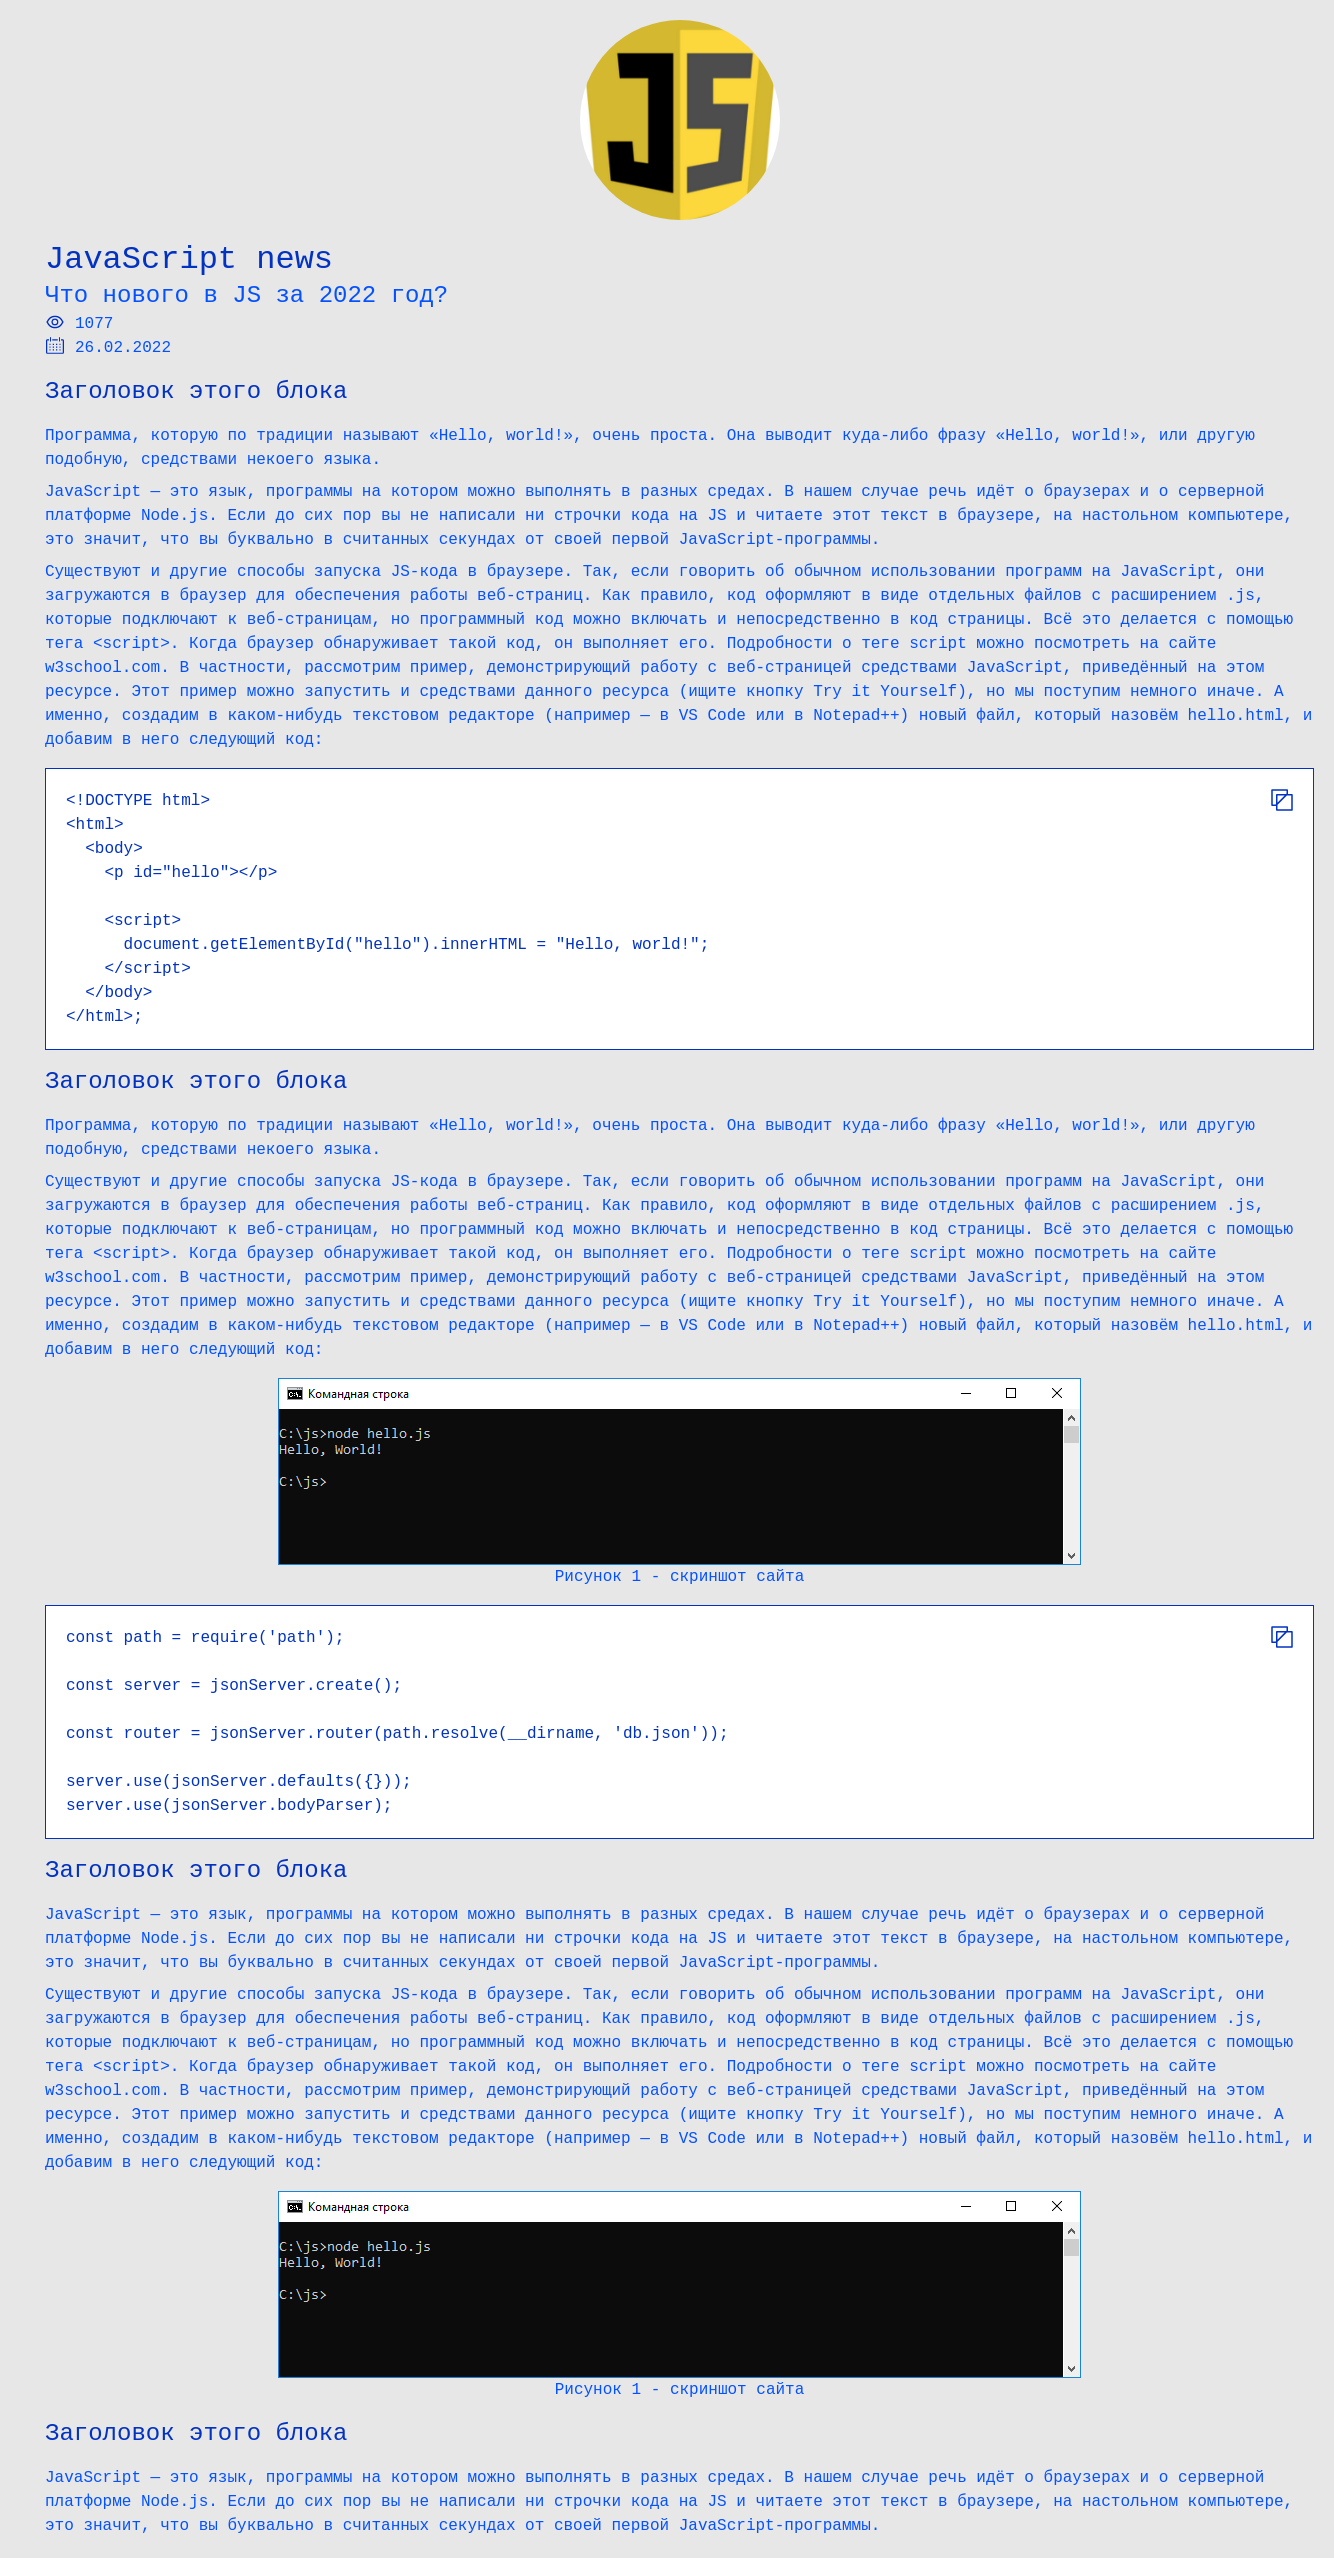 JS
JavaScript news
Что нового в JS за 2022 год?
1077
26.02.2022
Заголовок этого блока
Программа, которую по традиции называют «Hello, world!», очень проста. Она выводит куда-либо фразу «Hello, world!», или другую
подобную, средствами некоего языка.
JavaScript — это язык, программы на котором можно выполнять в разных средах. В нашем случае речь идёт о браузерах и о серверной
платформе Node.js. Если до сих пор вы не написали ни строчки кода на JS и читаете этот текст в браузере, на настольном компьютере,
это значит, что вы буквально в считанных секундах от своей первой JavaScript-программы.
Существуют и другие способы запуска JS-кода в браузере. Так, если говорить об обычном использовании программ на JavaScript, они
загружаются в браузер для обеспечения работы веб-страниц. Как правило, код оформляют в виде отдельных файлов с расширением .js,
которые подключают к веб-страницам, но программный код можно включать и непосредственно в код страницы. Всё это делается с помощью
тега <script>. Когда браузер обнаруживает такой код, он выполняет его. Подробности о теге script можно посмотреть на сайте
w3school.com. В частности, рассмотрим пример, демонстрирующий работу с веб-страницей средствами JavaScript, приведённый на этом
ресурсе. Этот пример можно запустить и средствами данного ресурса (ищите кнопку Try it Yourself), но мы поступим немного иначе. А
именно, создадим в каком-нибудь текстовом редакторе (например — в VS Code или в Notepad++) новый файл, который назовём hello.html, и
добавим в него следующий код:
<!DOCTYPE html>
<html>
<body>
<p id="hello"></p>
<script>
document.getElementById("hello").innerHTML = "Hello, world!";
</script>
</body>
</html>;
Заголовок этого блока
Программа, которую по традиции называют «Hello, world!», очень проста. Она выводит куда-либо фразу «Hello, world!», или другую
подобную, средствами некоего языка.
Существуют и другие способы запуска JS-кода в браузере. Так, если говорить об обычном использовании программ на JavaScript, они
загружаются в браузер для обеспечения работы веб-страниц. Как правило, код оформляют в виде отдельных файлов с расширением .js,
которые подключают к веб-страницам, но программный код можно включать и непосредственно в код страницы. Всё это делается с помощью
тега <script>. Когда браузер обнаруживает такой код, он выполняет его. Подробности о теге script можно посмотреть на сайте
w3school.com. В частности, рассмотрим пример, демонстрирующий работу с веб-страницей средствами JavaScript, приведённый на этом
ресурсе. Этот пример можно запустить и средствами данного ресурса (ищите кнопку Try it Yourself), но мы поступим немного иначе. А
именно, создадим в каком-нибудь текстовом редакторе (например — в VS Code или в Notepad++) новый файл, который назовём hello.html, и
добавим в него следующий код:
Командная строка
C:\js>node hello.js
Hello, World!
C:\js>
Рисунок 1 - скриншот сайта
const path = require('path');
const server = jsonServer.create();
const router = jsonServer.router(path.resolve(__dirname, 'db.json'));
server.use(jsonServer.defaults({}));
server.use(jsonServer.bodyParser);
Заголовок этого блока
JavaScript — это язык, программы на котором можно выполнять в разных средах. В нашем случае речь идёт о браузерах и о серверной
платформе Node.js. Если до сих пор вы не написали ни строчки кода на JS и читаете этот текст в браузере, на настольном компьютере,
это значит, что вы буквально в считанных секундах от своей первой JavaScript-программы.
Существуют и другие способы запуска JS-кода в браузере. Так, если говорить об обычном использовании программ на JavaScript, они
загружаются в браузер для обеспечения работы веб-страниц. Как правило, код оформляют в виде отдельных файлов с расширением .js,
которые подключают к веб-страницам, но программный код можно включать и непосредственно в код страницы. Всё это делается с помощью
тега <script>. Когда браузер обнаруживает такой код, он выполняет его. Подробности о теге script можно посмотреть на сайте
w3school.com. В частности, рассмотрим пример, демонстрирующий работу с веб-страницей средствами JavaScript, приведённый на этом
ресурсе. Этот пример можно запустить и средствами данного ресурса (ищите кнопку Try it Yourself), но мы поступим немного иначе. А
именно, создадим в каком-нибудь текстовом редакторе (например — в VS Code или в Notepad++) новый файл, который назовём hello.html, и
добавим в него следующий код:
Командная строка
C:\js>node hello.js
Hello, World!
C:\js>
Рисунок 1 - скриншот сайта
Заголовок этого блока
JavaScript — это язык, программы на котором можно выполнять в разных средах. В нашем случае речь идёт о браузерах и о серверной
платформе Node.js. Если до сих пор вы не написали ни строчки кода на JS и читаете этот текст в браузере, на настольном компьютере,
это значит, что вы буквально в считанных секундах от своей первой JavaScript-программы.